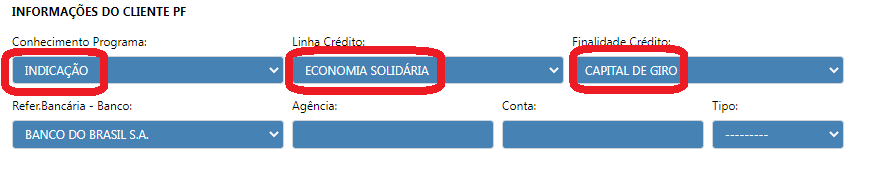 INFORMAÇÕES DO CLIENTE PF
Conhecimento Programa: Linha Crédito: Finalidade Crédito:
INDICAÇÃO ECONOMIA SOLIDÁRIA CAPITAL DE GIRO
Refer.Bancária - Banco: Agência: Conta: Tipo:
BANCO DO BRASIL S.A. ---------